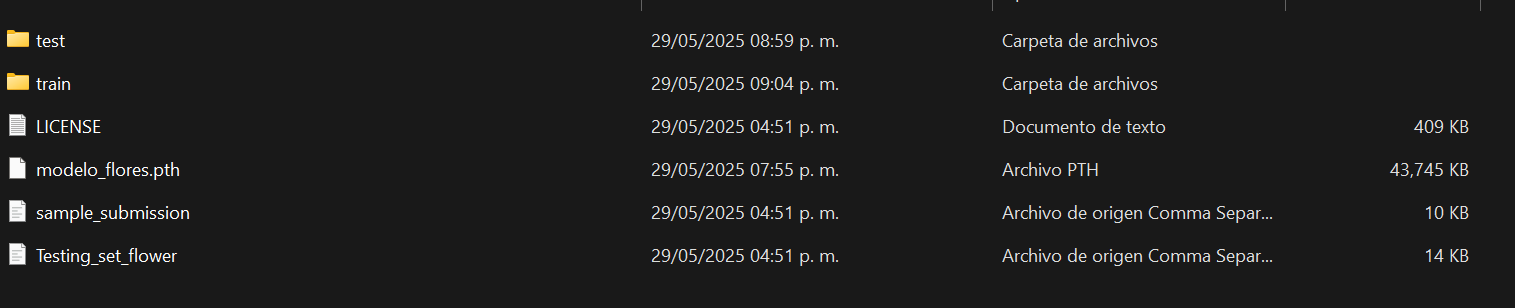 test 29/05/2025 08:59 p. m. Carpeta de archivos
train 29/05/2025 09:04 p. m. Carpeta de archivos
LICENSE 29/05/2025 04:51 p. m. Documento de texto 409 KB
modelo_flores.pth 29/05/2025 07:55 p. m. Archivo PTH 43,745 KB
sample_submission 29/05/2025 04:51 p. m. Archivo de origen Comma Separ... 10 KB
Testing_set_flower 29/05/2025 04:51 p. m. Archivo de origen Comma Separ... 14 KB